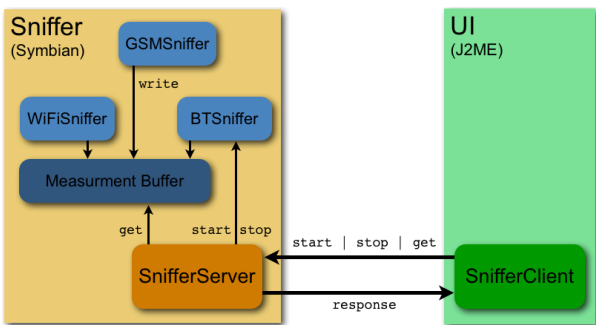 Sniffer
(Symbian)
GSMSniffer
write
WiFiSniffer
BTSniffer
Measurment Buffer
get
start
stop
SnifferServer
UI
(J2ME)
start | stop | get
SnifferClient
response